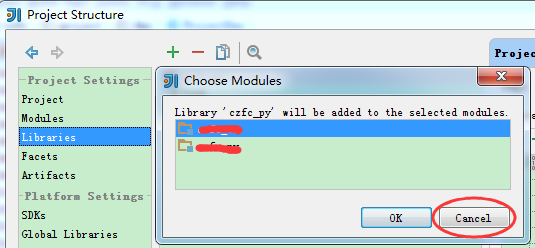 Project Structure
Project Settings
Project
Modules
Libraries
Facets
Artifacts
Platform Settings
SDKs
Global Libraries
Projec
Choose Modules
Library 'czfc_py' will be added to the selected modules.
OK
Cancel